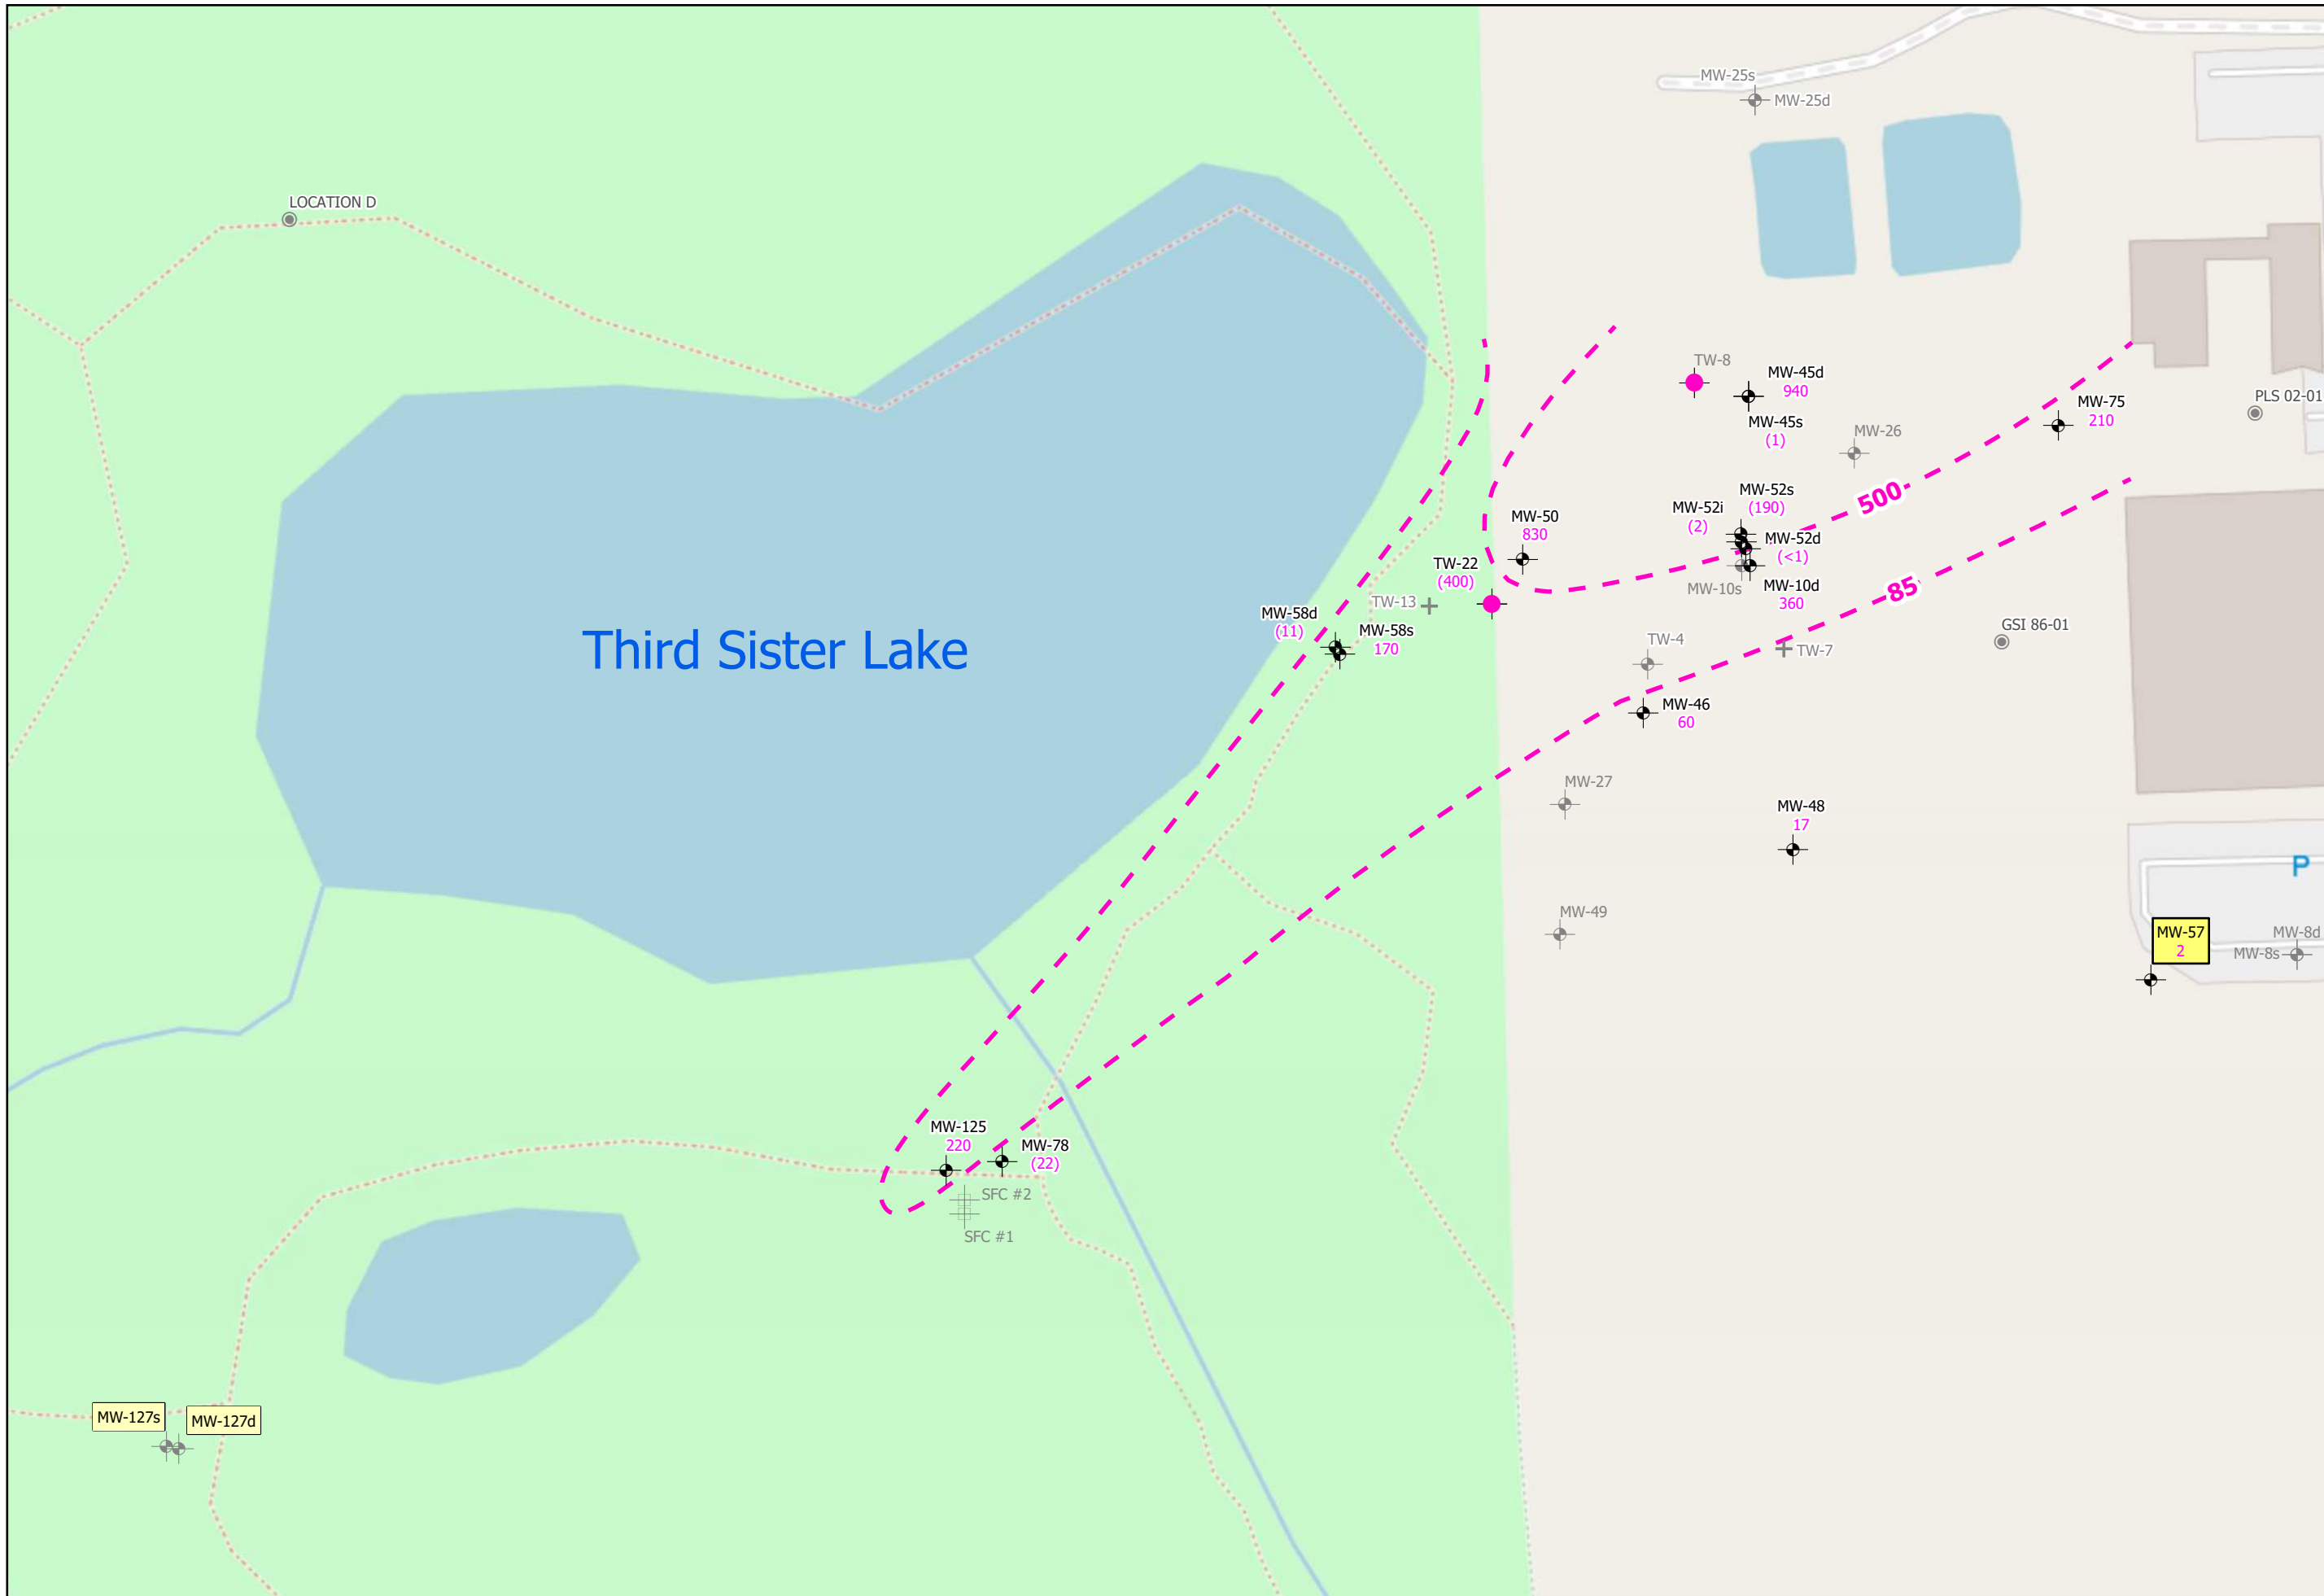 MW-25s
MW-25d
LOCATION D
TW-8
MW-45d
940
MW-45s
(1)
MW-26
MW-75
210
PLS 02-01
500
MW-52s
(190)
MW-52i
(2)
MW-50
830
MW-52d
(<1)
TW-22
(400)
MW-10s
MW-10d
360
85
TW-13
MW-58d
(11)
MW-58s
170
Third Sister Lake
GSI 86-01
TW-4
TW-7
MW-46
60
MW-27
MW-48
17
P
MW-49
MW-57
2
MW-8d
MW-8s
MW-125
220
MW-78
(22)
SFC #2
SFC #1
MW-127s
MW-127d